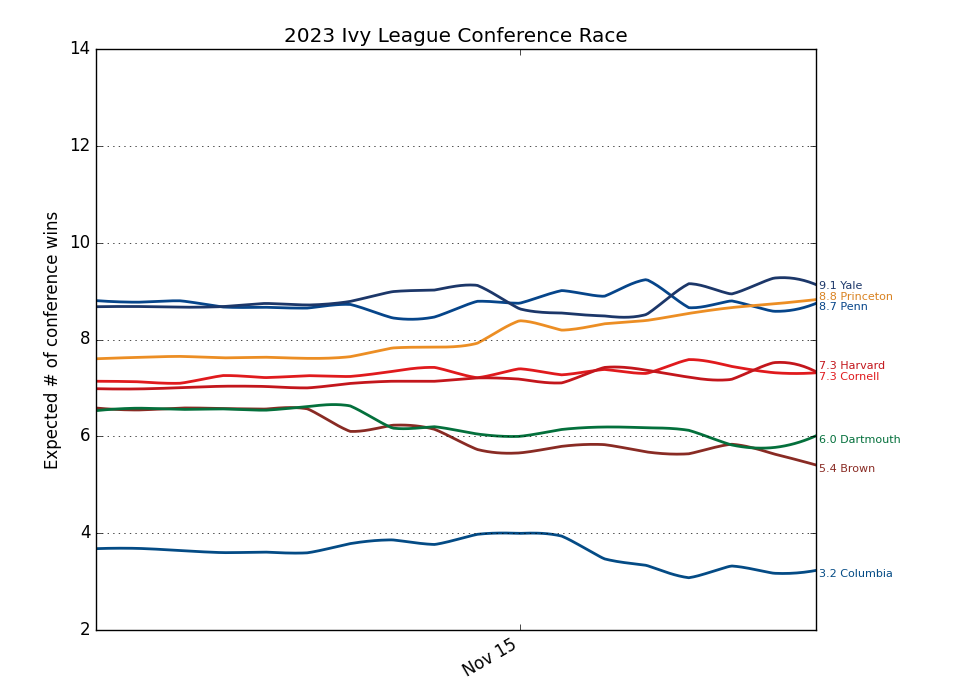 2023 Ivy League Conference Race
Expected # of conference wins
14
12
10
8
6
4
2
Nov 15
9.1 Yale
8.8 Princeton
8.7 Penn
7.3 Harvard
7.3 Cornell
6.0 Dartmouth
5.4 Brown
3.2 Columbia